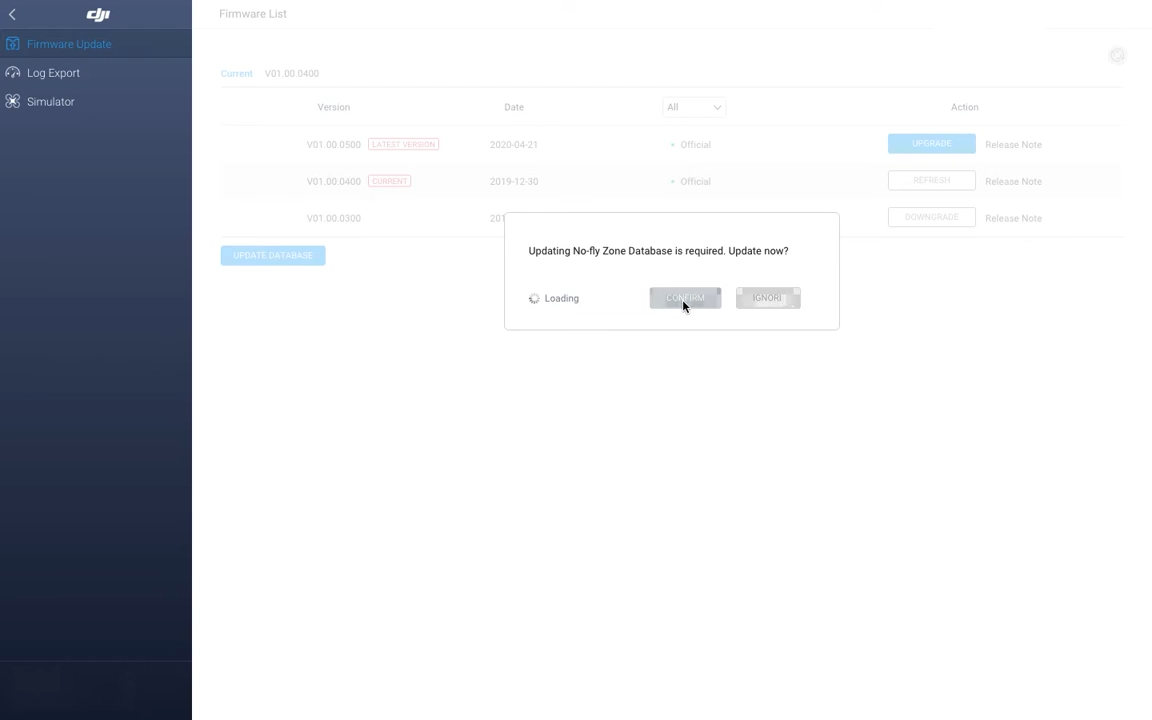 dji
Firmware List
Firmware Update
Log Export
Simulator
Current V01.00.0400
Version Date All Action
V01.00.0500 LATEST VERSION 2020-04-21 Official UPGRADE Release Note
V01.00.0400 CURRENT 2019-12-30 Official REFRESH Release Note
V01.00.0300 201 DOWNGRADE Release Note
UPDATE DATABASE
Updating No-fly Zone Database is required. Update now?
Loading CONFIRM IGNORE